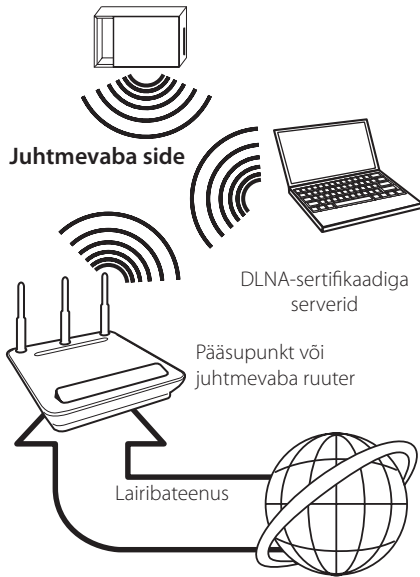 Juhtmevaba side
DLNA-sertifikaadiga
serverid
Pääsupunkt või
juhtmevaba ruuter
Lairibateenus